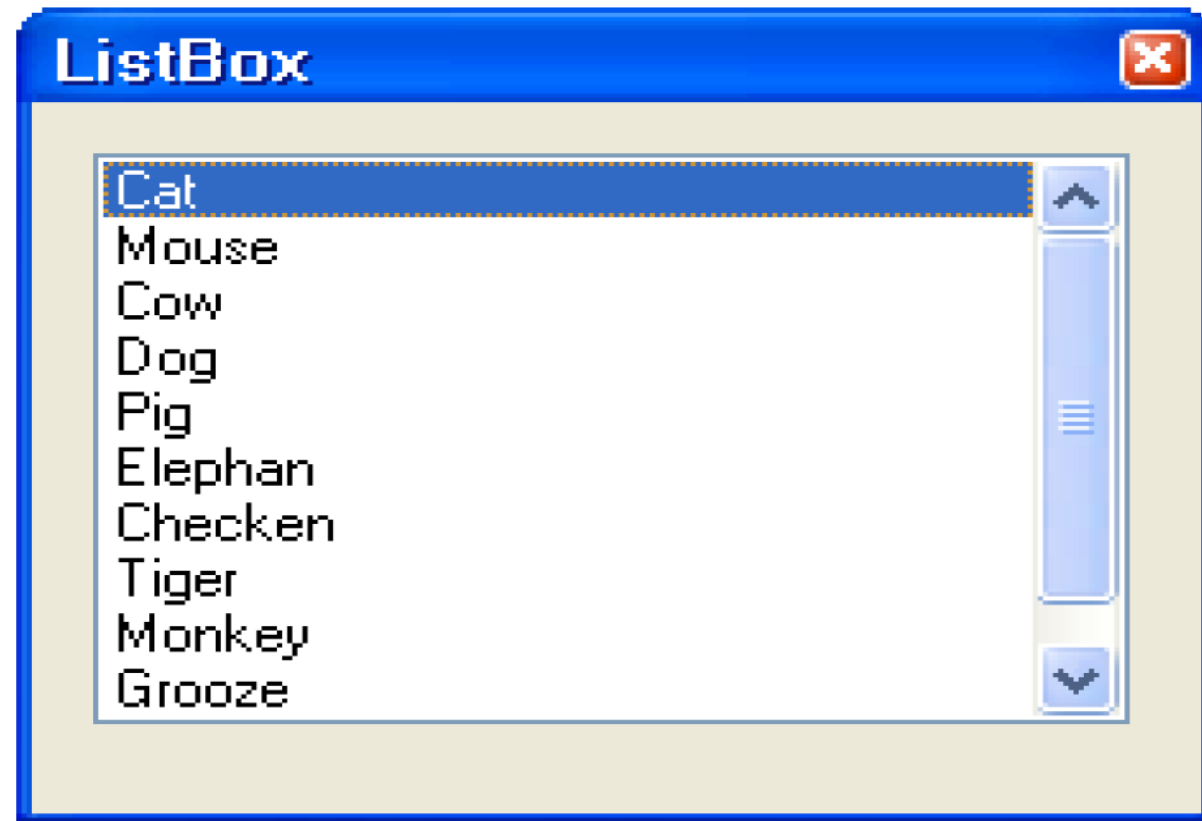 ListBox
Cat
Mouse
Cow
Dog
Pig
Elephan
Checken
Tiger
Monkey
Grooze